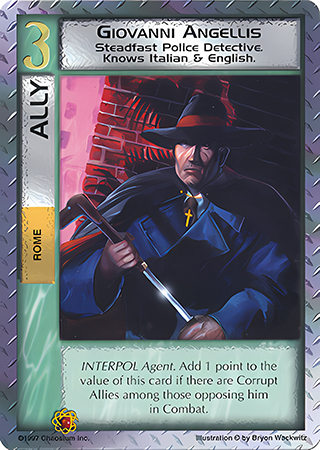 3
GIOVANNI ANGELLIS
STEADFAST POLICE DETECTIVE.
KNOWS ITALIAN & ENGLISH.
ALLY
ROME
INTERPOL Agent. Add 1 point to the
value of this card if there are Corrupt
Allies among those opposing him
in Combat.
©1997 Chaosium Inc.
Illustration © by Bryon Wackwitz